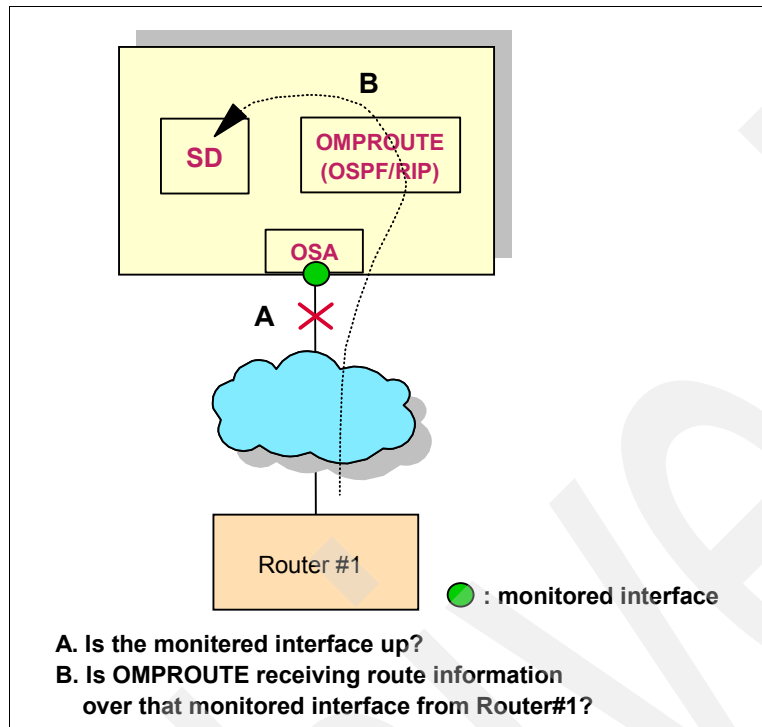 B
SD
OMPROUTE
(OSPF/RIP)
OSA
A
Router #1
: monitored interface
A. Is the monitered interface up?
B. Is OMPROUTE receiving route information
over that monitored interface from Router#1?